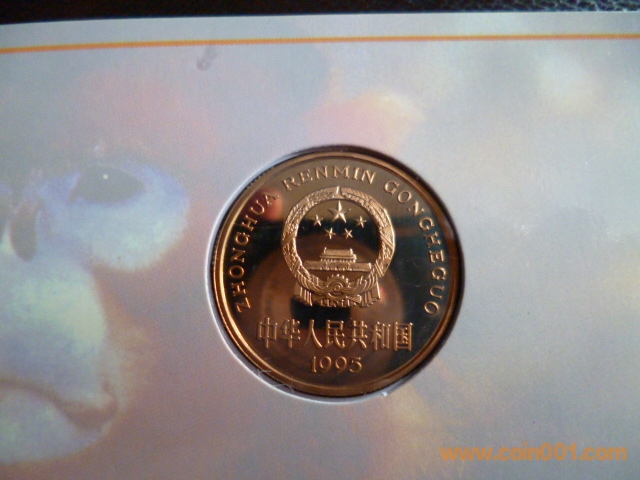 ZHONGHUA RENMIN GONGHEGUO
中华人民共和国
1995
www.coin001.com